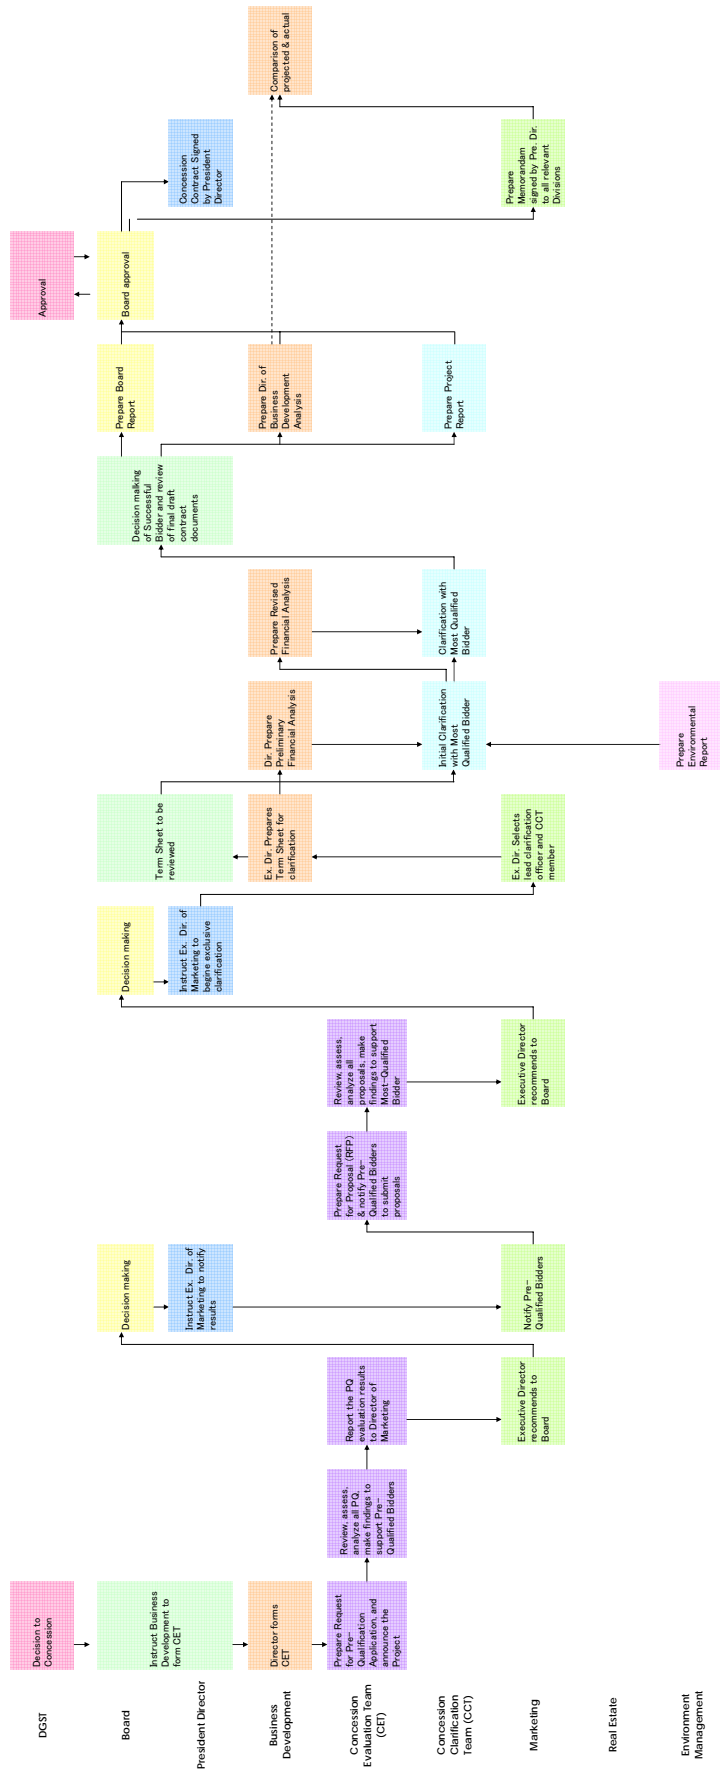 DGST
Board
President Director
Business
Development
Concession
Evaluation Team
(CET)
Concession
Clarification
Team (CCT)
Marketing
Real Estate
Environment
Management
Decision to
Concession
Instruct Business
Development to
form CET
Director forms
CET
Prepare Request
for Pre-
Qualification
Application, and
announce the
Project
Review, assess,
analyze all PQ,
make findings to
support Pre-
Qualified Bidders
Report the PQ
evaluation results
to Director of
Marketing
Executive Director
recommends to
Board
Decision making
Instruct Ex. Dir. of
Marketing to notify
results
Notify Pre-
Qualified Bidders
Prepare Request
for Proposal (RFP)
& notify Pre-
Qualified Bidders
to submit
proposals
Review, assess,
analyze all
proposals, make
findings to support
Most-Qualified
Bidder
Executive Director
recommends to
Board
Decision making
Instruct Ex. Dir. of
Marketing to
begine exclusive
clarification
Term Sheet to be
reviewed
Ex. Dir. Prepares
Term Sheet for
clarification
Ex. Dir. Selects
lead clarification
officer and CCT
member
Dir. Prepare
Preliminary
Financial Analysis
Initial Clarification
with Most
Qualified Bidder
Prepare
Environmental
Report
Prepare Revised
Financial Analysis
Clarification with
Most Qualified
Bidder
Decision malking
of Successful
Bidder and review
of final draft
contract
documents
Prepare Board
Report
Prepare Dir. of
Business
Development
Analysis
Prepare Project
Report
Approval
Board approval
Concession
Contract Signed
by President
Director
Prepare
Memorandam
signed by Pre. Dir.
to all relevant
Divisions
Comparison of
projected & actual